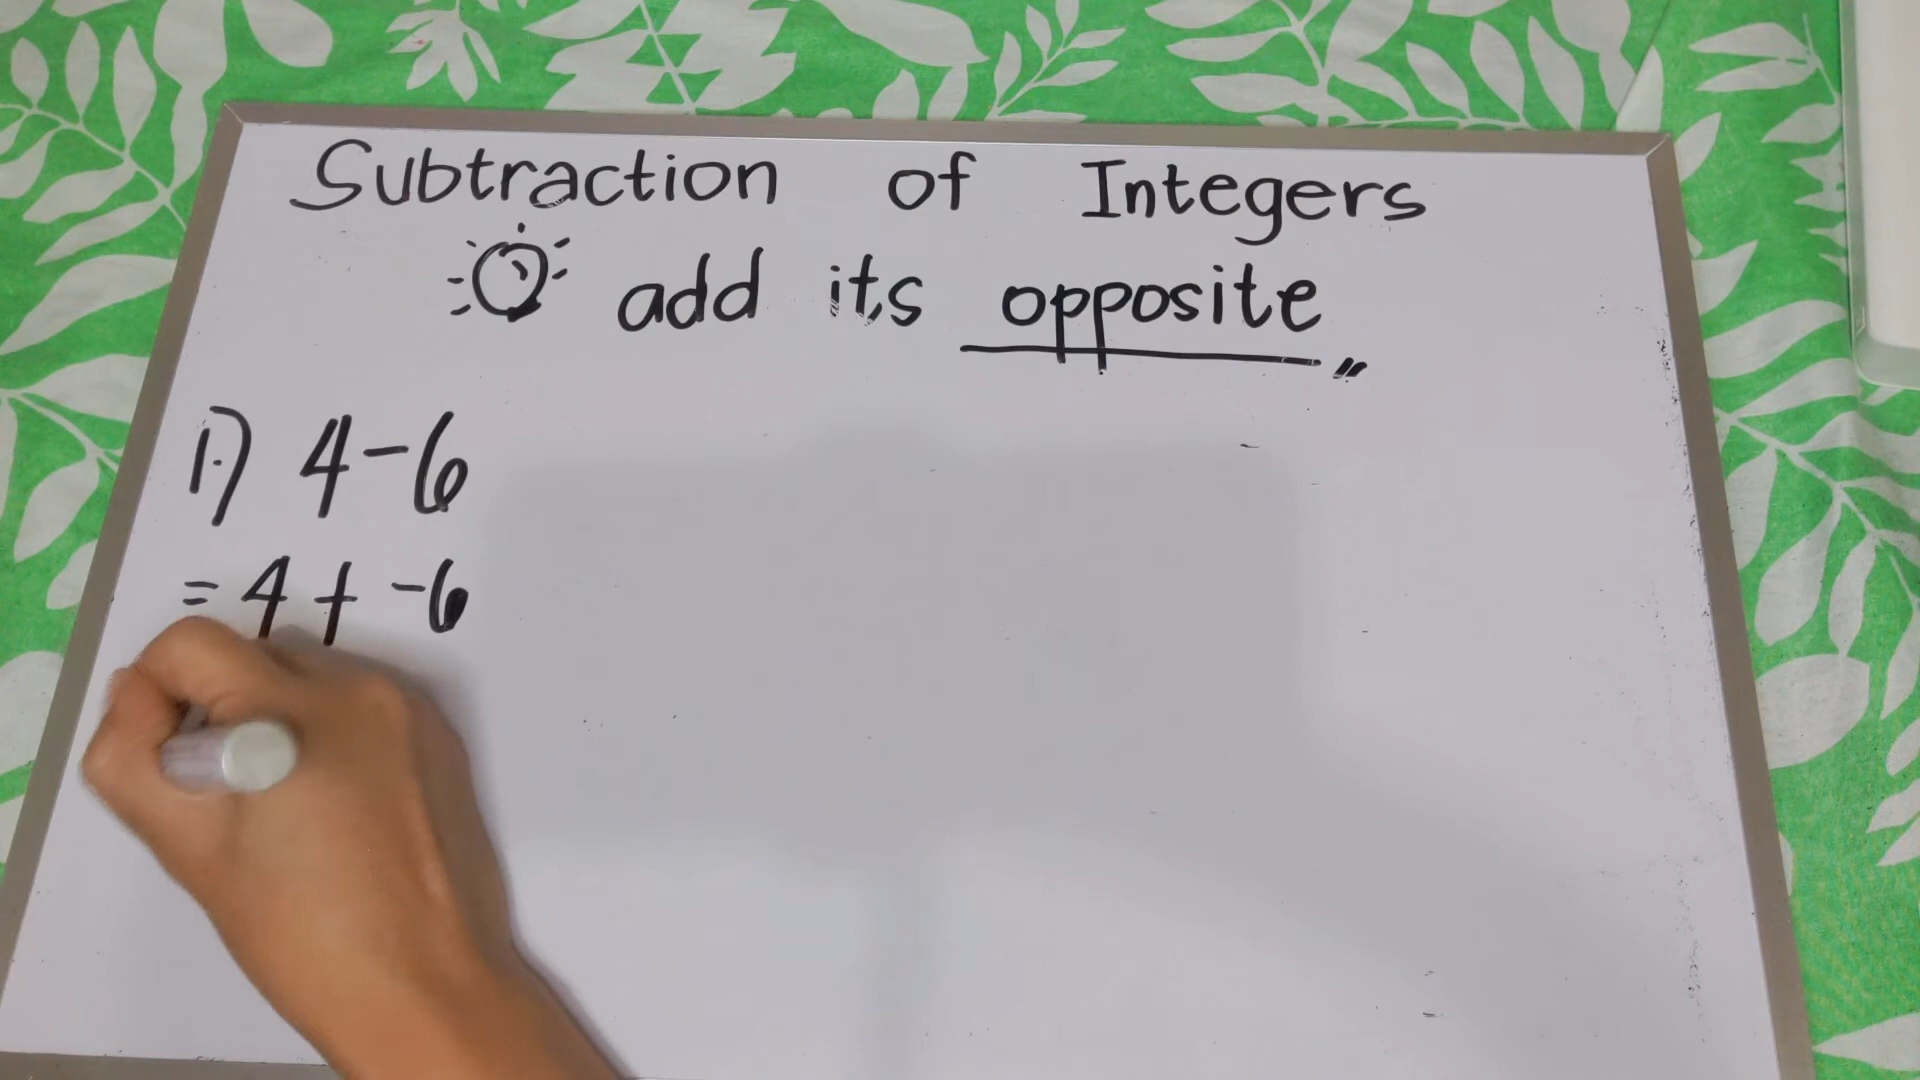 Subtraction of Integers
add its opposite
1.) 4-6
= 4 + -6